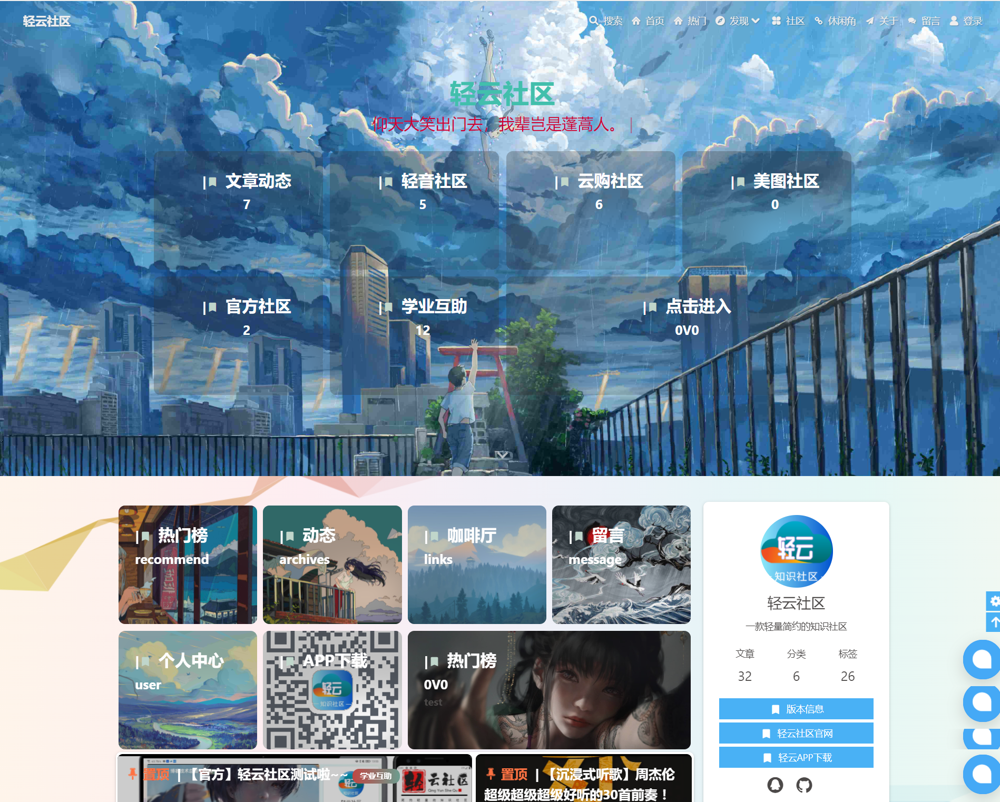 轻云社区
搜索 首页 热门 发现 社区 休闲角 关于 留言 登录
轻云社区
仰天大笑出门去，我辈岂是蓬蒿人。 |
| 文章动态
7
| 轻音社区
5
| 云购社区
6
| 美图社区
0
| 官方社区
2
| 学业互助
12
| 点击进入
0V0
| 热门榜
recommend
| 动态
archives
| 咖啡厅
links
| 留言
message
| 个人中心
user
| APP下载
轻云
知识社区
| 热门榜
0V0
test
置顶 | 【官方】轻云社区测试啦~~ 学业互助
轻云
知识社区
云社区
Qing Yun She Qu
置顶 | 【沉浸式听歌】周杰伦
超级超级超级好听的30首前奏！
轻云
知识社区
轻云社区
一款轻量简约的知识社区
文章 分类 标签
32 6 26
版本信息
轻云社区官网
轻云APP下载